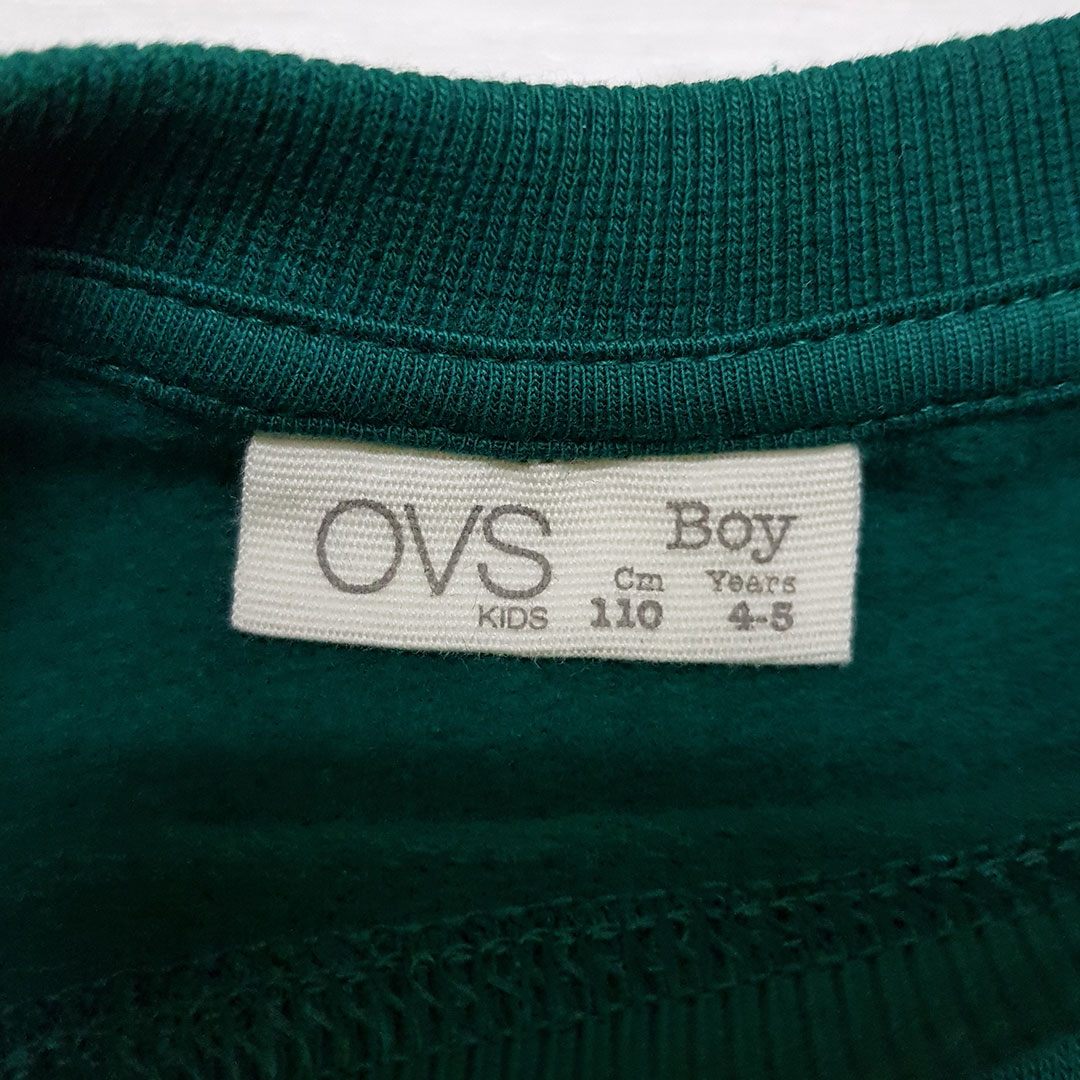 OVS
KIDS
Boy
Cm Years
110 4-5